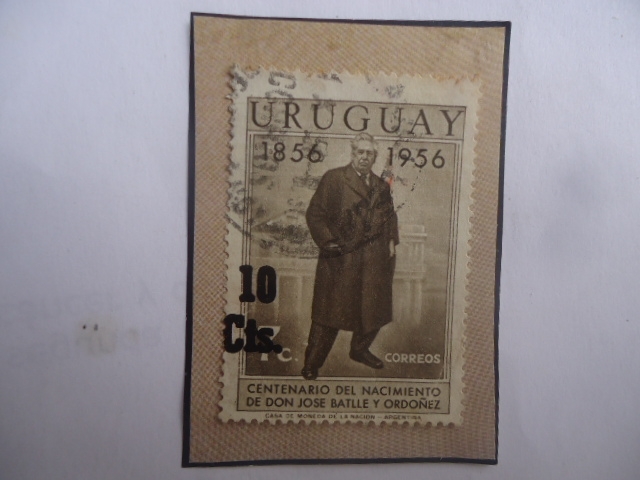 URUGUAY
1856 1956
10
Cts.
7c. CORREOS
CENTENARIO DEL NACIMIENTO
DE DON JOSE BATLLE Y ORDOÑEZ
CASA DE MONEDA DE LA NACION - ARGENTINA